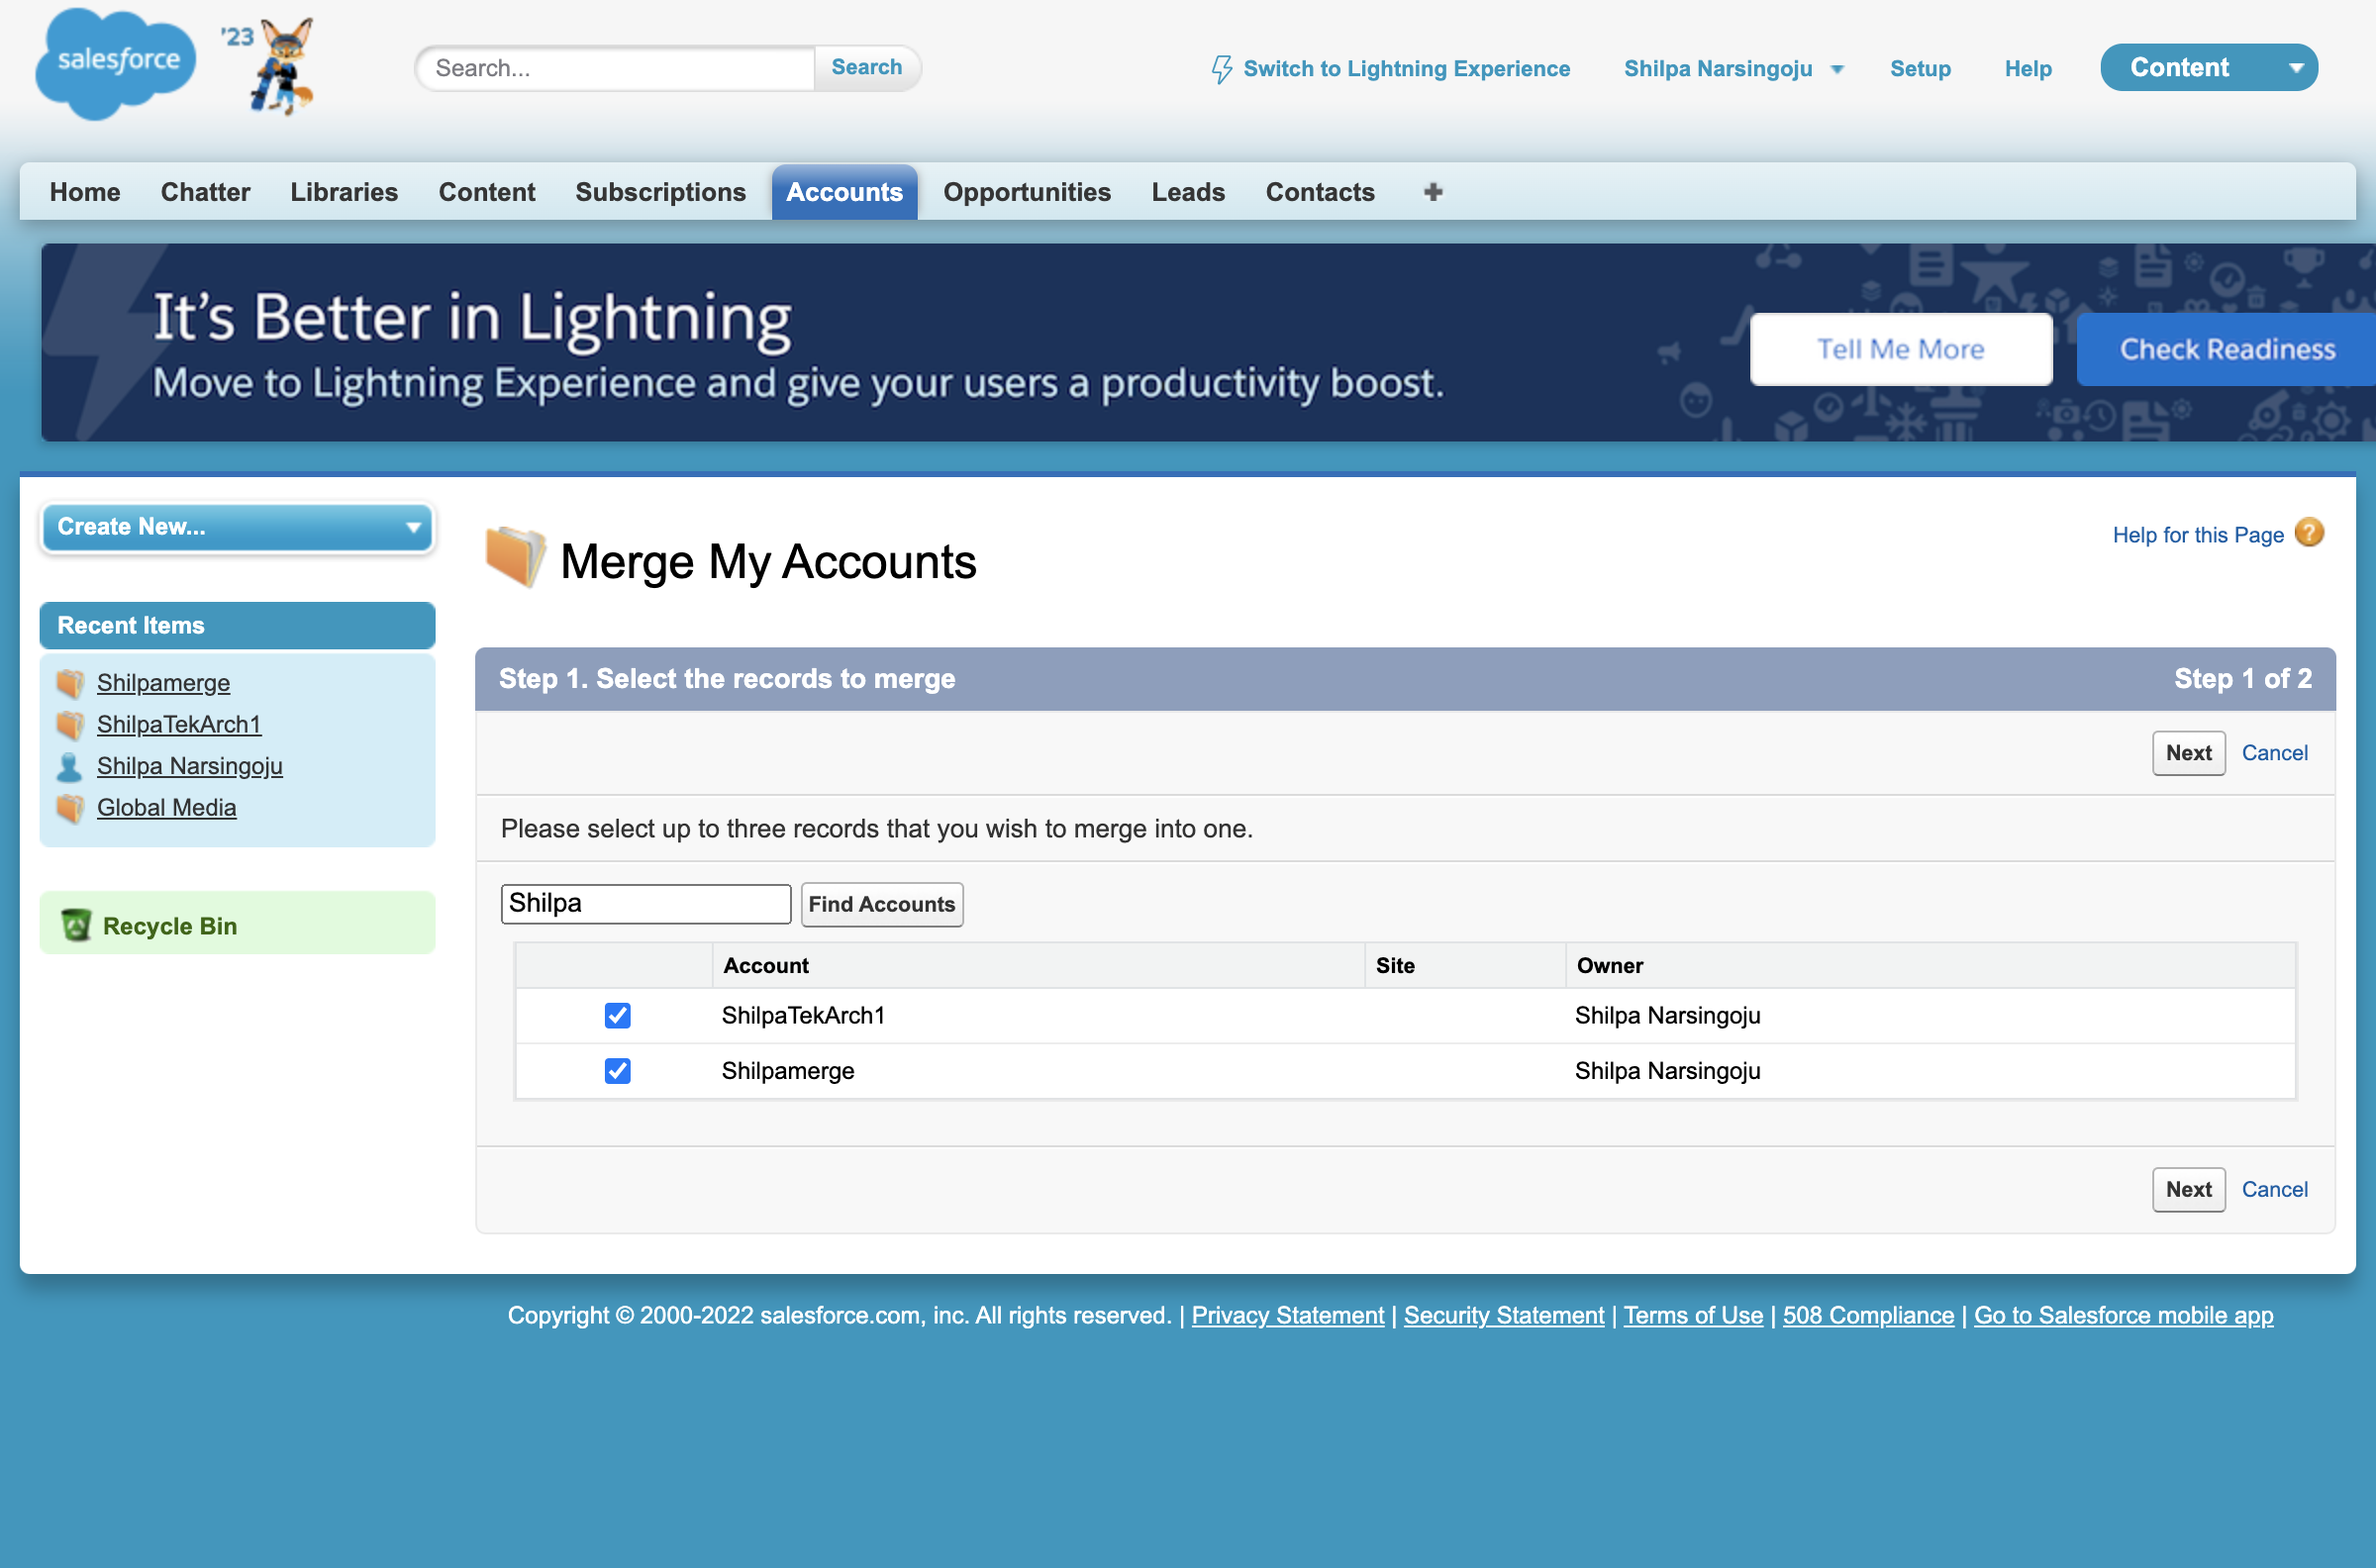 salesforce
'23
Search...
Search
Switch to Lightning Experience
Shilpa Narsingoju
Setup
Help
Content
Home
Chatter
Libraries
Content
Subscriptions
Accounts
Opportunities
Leads
Contacts
It's Better in Lightning
Move to Lightning Experience and give your users a productivity boost.
Tell Me More
Check Readiness
Create New...
Recent Items
Shilpamerge
ShilpaTekArch1
Shilpa Narsingoju
Global Media
Recycle Bin
Merge My Accounts
Help for this Page
?
Step 1. Select the records to merge
Step 1 of 2
Next
Cancel
Please select up to three records that you wish to merge into one.
Shilpa
Find Accounts
Account
Site
Owner
ShilpaTekArch1
Shilpa Narsingoju
Shilpamerge
Shilpa Narsingoju
Next
Cancel
Copyright © 2000-2022 salesforce.com, inc. All rights reserved. | Privacy Statement | Security Statement | Terms of Use | 508 Compliance | Go to Salesforce mobile app